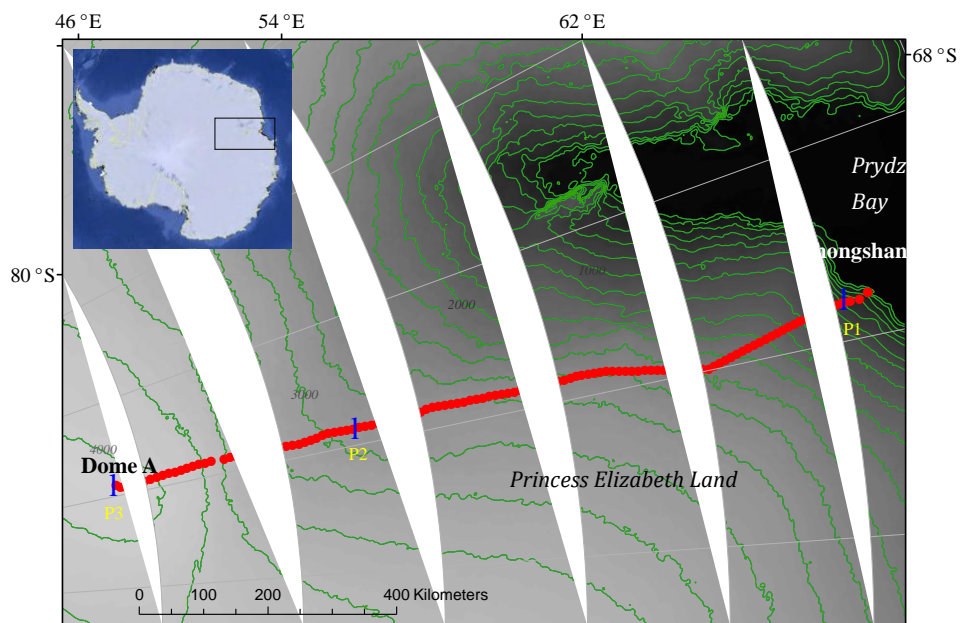 46 °E
54 °E
62 °E
68 °S
Prydz
Bay
hongshan
80 °S
1000
2000
P1
3000
P2
4000
Dome A
P3
Princess Elizabeth Land
0
100
200
400 Kilometers